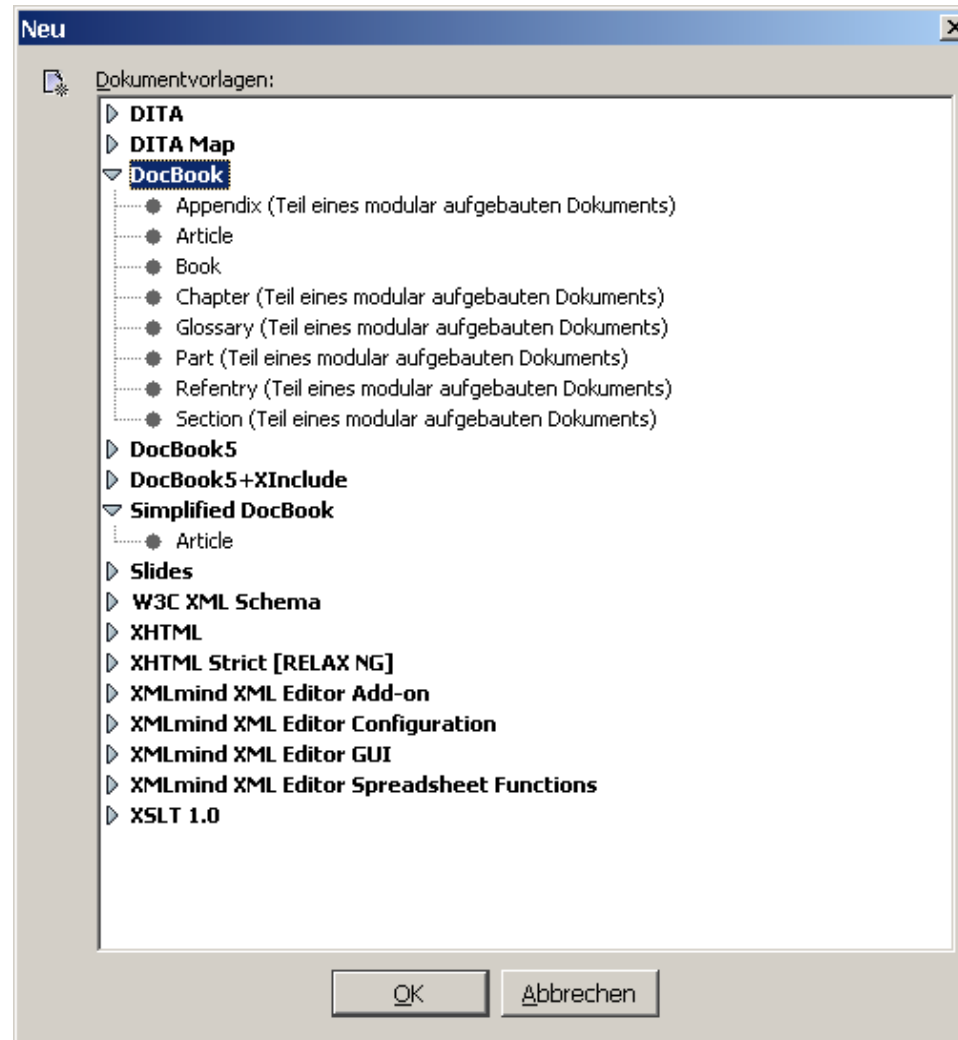 Neu
Dokumentvorlagen:
DITA
DITA Map
DocBook
Appendix (Teil eines modular aufgebauten Dokuments)
Article
Book
Chapter (Teil eines modular aufgebauten Dokuments)
Glossary (Teil eines modular aufgebauten Dokuments)
Part (Teil eines modular aufgebauten Dokuments)
Refentry (Teil eines modular aufgebauten Dokuments)
Section (Teil eines modular aufgebauten Dokuments)
DocBook5
DocBook5+XInclude
Simplified DocBook
Article
Slides
W3C XML Schema
XHTML
XHTML Strict [RELAX NG]
XMLmind XML Editor Add-on
XMLmind XML Editor Configuration
XMLmind XML Editor GUI
XMLmind XML Editor Spreadsheet Functions
XSLT 1.0
OK Abbrechen